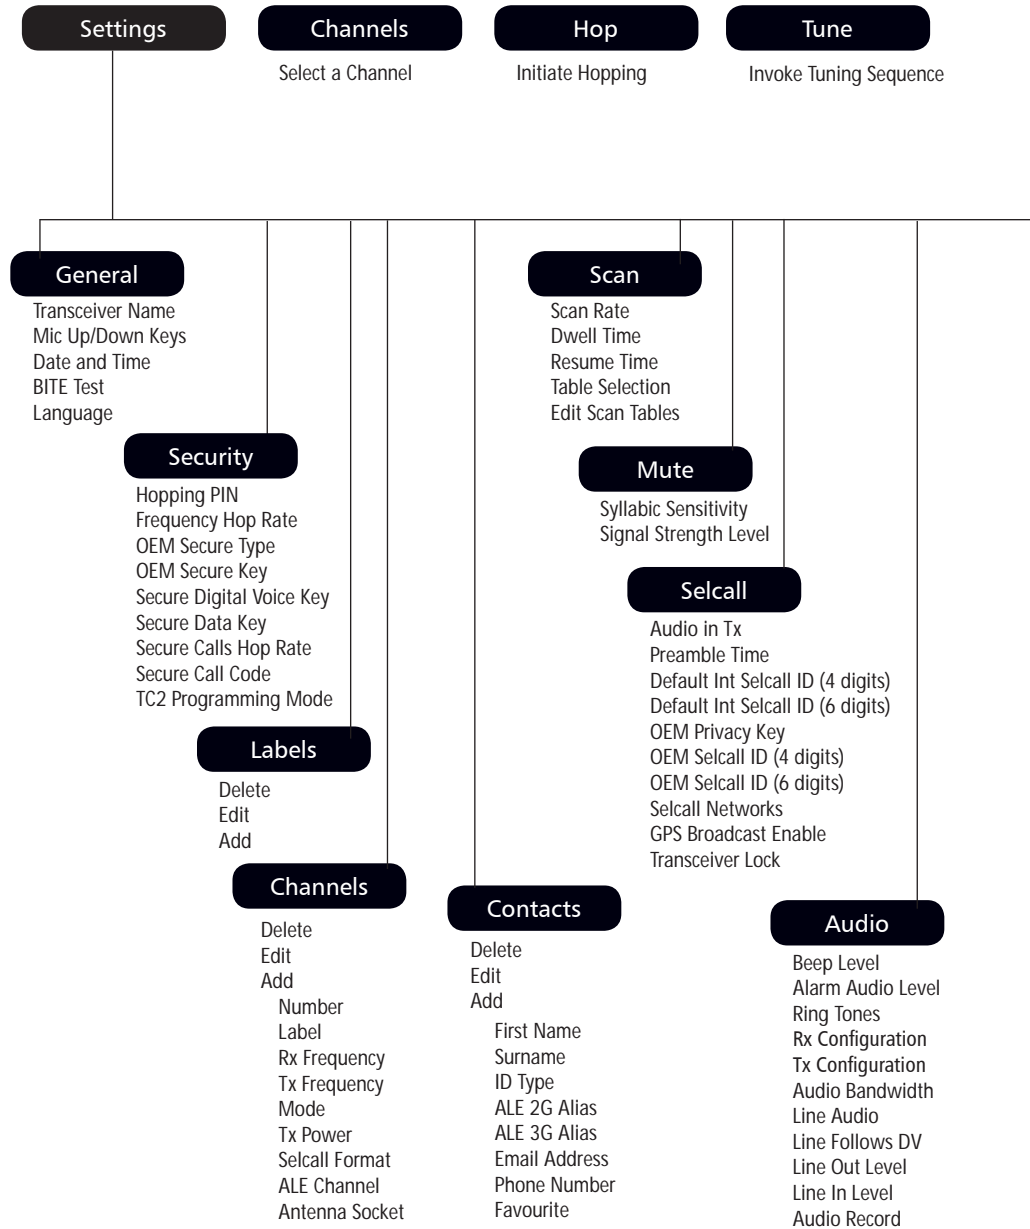 Settings
Channels
Hop
Tune
Select a Channel
Initiate Hopping
Invoke Tuning Sequence
General
Transceiver Name
Mic Up/Down Keys
Date and Time
BITE Test
Language
Security
Hopping PIN
Frequency Hop Rate
OEM Secure Type
OEM Secure Key
Secure Digital Voice Key
Secure Data Key
Secure Calls Hop Rate
Secure Call Code
TC2 Programming Mode
Labels
Delete
Edit
Add
Channels
Delete
Edit
Add
Number
Label
Rx Frequency
Tx Frequency
Mode
Tx Power
Selcall Format
ALE Channel
Antenna Socket
Contacts
Delete
Edit
Add
First Name
Surname
ID Type
ALE 2G Alias
ALE 3G Alias
Email Address
Phone Number
Favourite
Scan
Scan Rate
Dwell Time
Resume Time
Table Selection
Edit Scan Tables
Mute
Syllabic Sensitivity
Signal Strength Level
Selcall
Audio in Tx
Preamble Time
Default Int Selcall ID (4 digits)
Default Int Selcall ID (6 digits)
OEM Privacy Key
OEM Selcall ID (4 digits)
OEM Selcall ID (6 digits)
Selcall Networks
GPS Broadcast Enable
Transceiver Lock
Audio
Beep Level
Alarm Audio Level
Ring Tones
Rx Configuration
Tx Configuration
Audio Bandwidth
Line Audio
Line Follows DV
Line Out Level
Line In Level
Audio Record